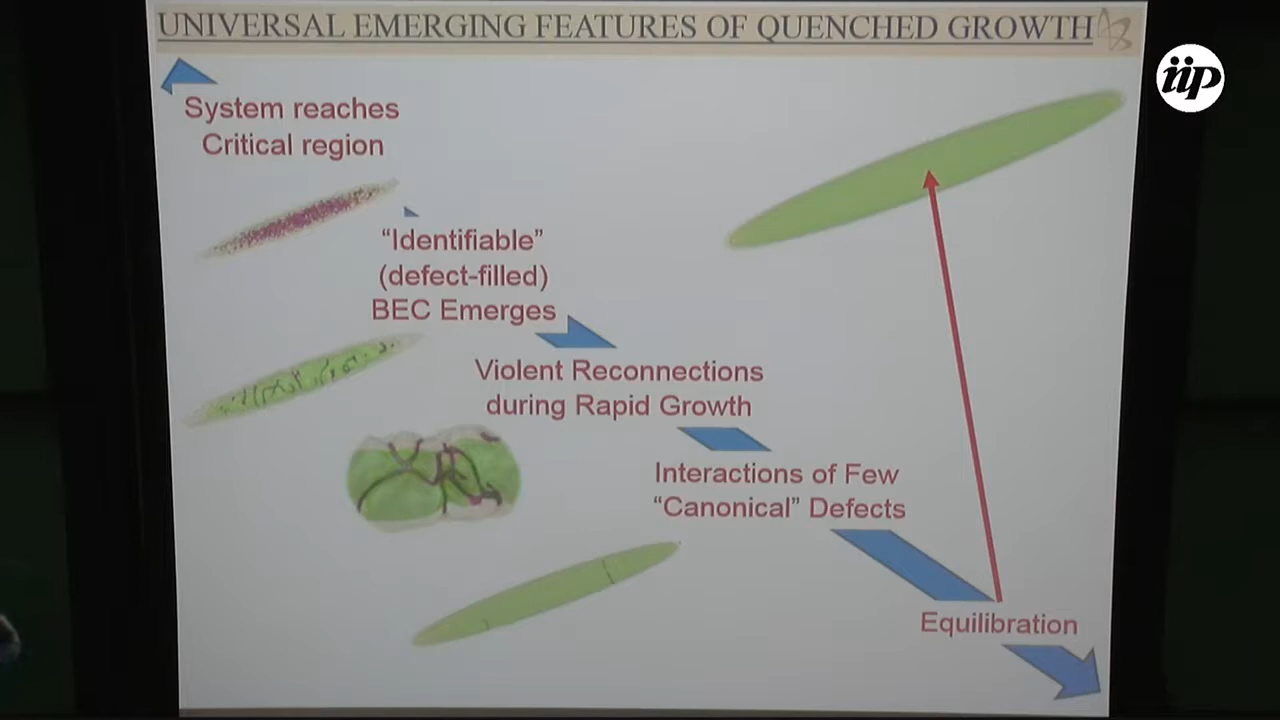 UNIVERSAL EMERGING FEATURES OF QUENCHED GROWTH
iip
System reaches
Critical region
“Identifiable”
(defect-filled)
BEC Emerges
Violent Reconnections
during Rapid Growth
Interactions of Few
“Canonical” Defects
Equilibration